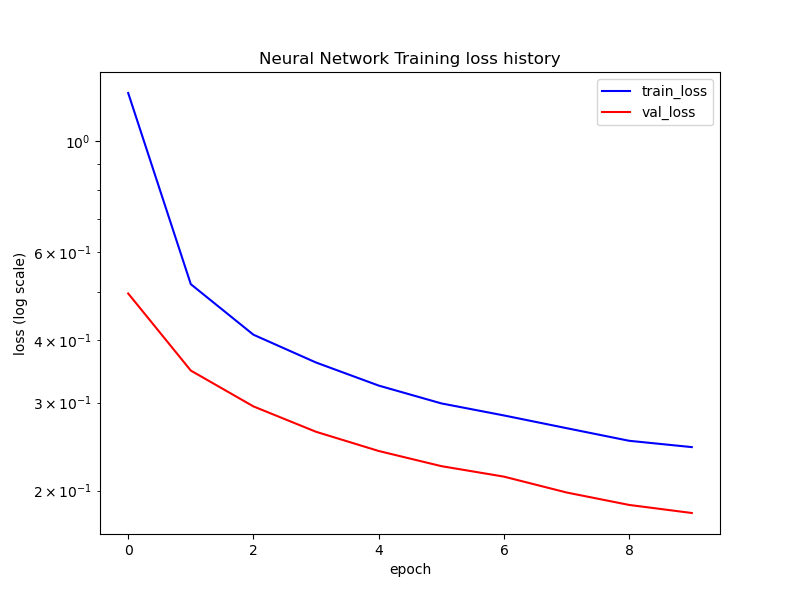 Neural Network Training loss history
train_loss
val_loss
10⁰
6 × 10⁻¹
4 × 10⁻¹
3 × 10⁻¹
2 × 10⁻¹
loss (log scale)
0 2 4 6 8
epoch